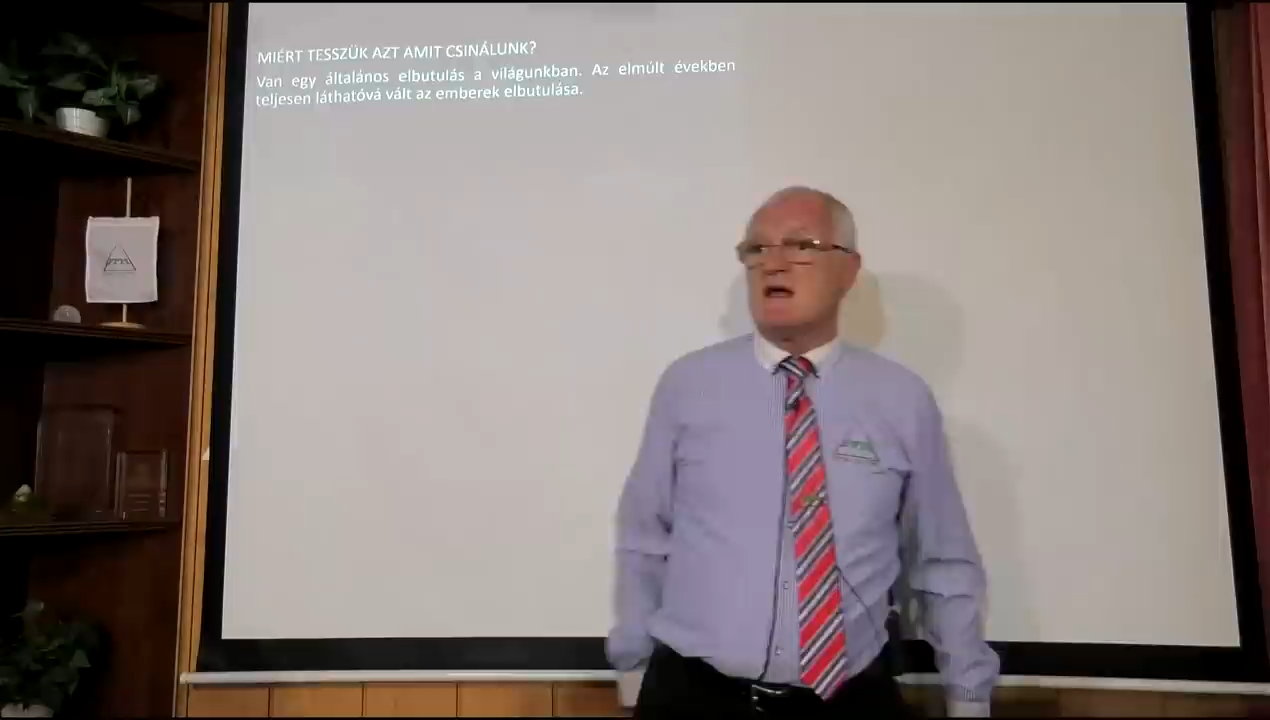 MIÉRT TESSZÜK AZT AMIT CSINÁLUNK?
Van egy általános elbutulás a világunkban. Az elmúlt években
teljesen láthatóvá vált az emberek elbutulása.